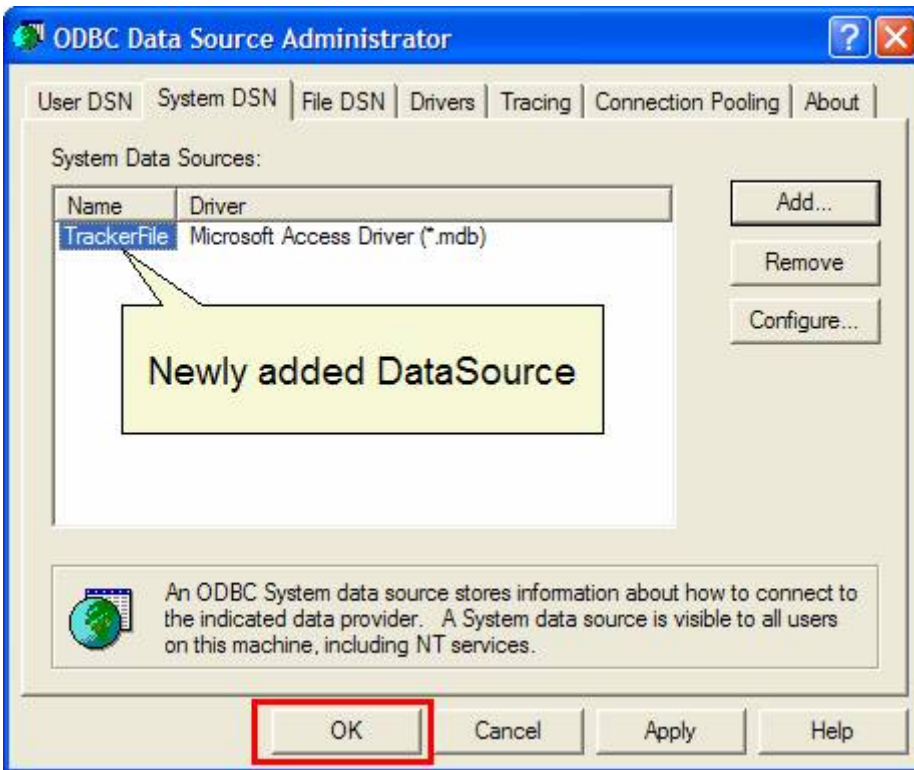 ODBC Data Source Administrator
User DSN
System DSN
File DSN
Drivers
Tracing
Connection Pooling
About
System Data Sources:
Name Driver
TrackerFile Microsoft Access Driver (*.mdb)
Newly added DataSource
Add...
Remove
Configure...
An ODBC System data source stores information about how to connect to
the indicated data provider. A System data source is visible to all users
on this machine, including NT services.
OK
Cancel
Apply
Help